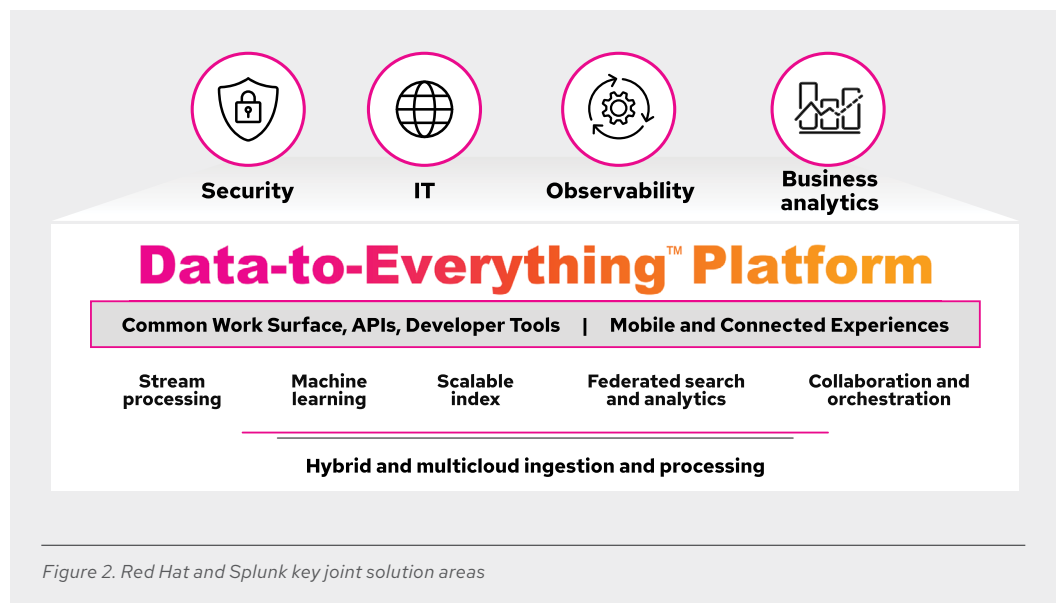 Security
IT
Observability
Business
analytics
Data-to-Everything™ Platform
Common Work Surface, APIs, Developer Tools | Mobile and Connected Experiences
Stream
processing
Machine
learning
Scalable
index
Federated search
and analytics
Collaboration and
orchestration
Hybrid and multicloud ingestion and processing
Figure 2. Red Hat and Splunk key joint solution areas